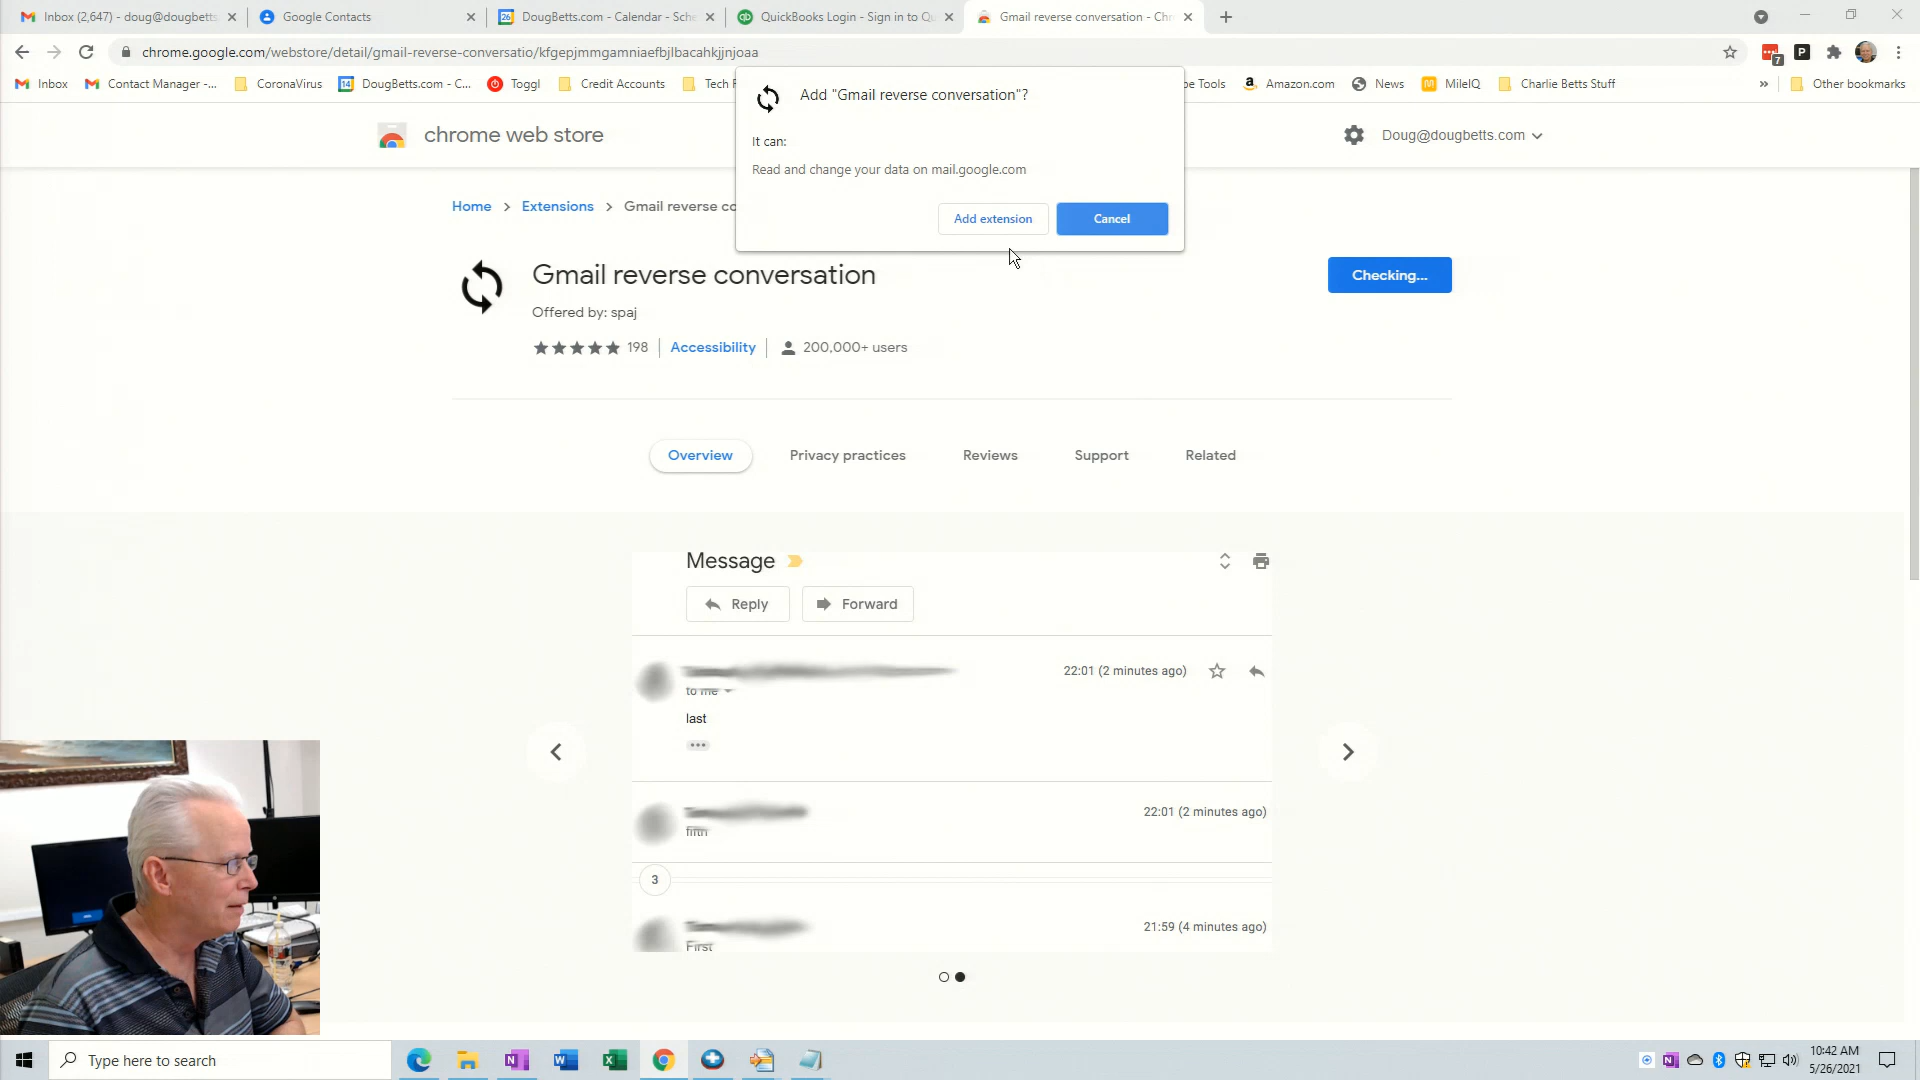 Inbox (2,647) - doug@dougbetts
Google Contacts
DougBetts.com - Calendar - Sche
QuickBooks Login - Sign in to Qu
Gmail reverse conversation - Chr
chrome.google.com/webstore/detail/gmail-reverse-conversatio/kfgepjmmgamniaefbjlbacahkjjnjoaa
7
P
Inbox
Contact Manager -...
CoronaVirus
14
DougBetts.com - C...
Toggl
Credit Accounts
Tech
Tools
Amazon.com
News
MileIQ
Charlie Betts Stuff
»
Other bookmarks
Add "Gmail reverse conversation"?
It can:
Read and change your data on mail.google.com
Add extension
Cancel
chrome web store
Doug@dougbetts.com
Home > Extensions > Gmail reverse co
Gmail reverse conversation
Offered by: spaj
198
Accessibility
200,000+ users
Checking...
Overview
Privacy practices
Reviews
Support
Related
Message
Reply
Forward
22:01 (2 minutes ago)
to me
last
22:01 (2 minutes ago)
fifth
3
21:59 (4 minutes ago)
First
Type here to search
10:42 AM
5/26/2021